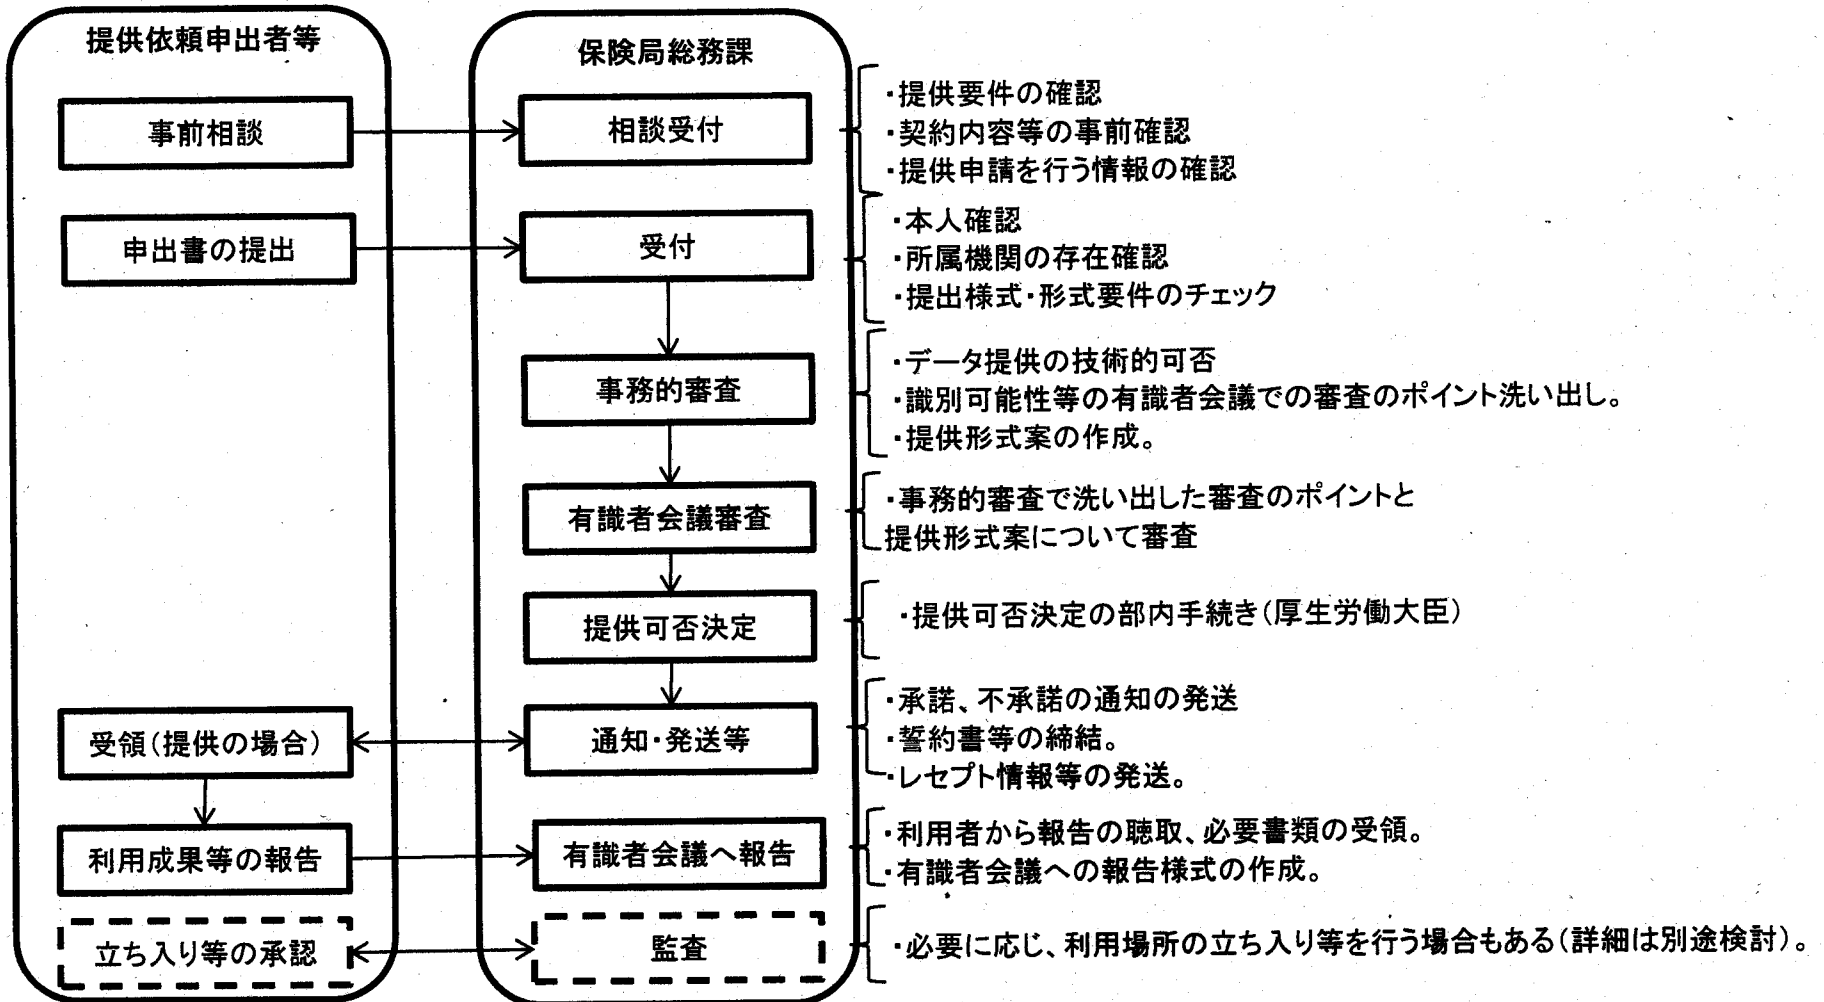 提供依頼申出者等
保険局総務課
事前相談
相談受付
・提供要件の確認
・契約内容等の事前確認
・提供申請を行う情報の確認
申出書の提出
受付
・本人確認
・所属機関の存在確認
・提出様式・形式要件のチェック
事務的審査
・データ提供の技術的可否
・識別可能性等の有識者会議での審査のポイント洗い出し。
・提供形式案の作成。
有識者会議審査
・事務的審査で洗い出した審査のポイントと
提供形式案について審査
提供可否決定
・提供可否決定の部内手続き(厚生労働大臣)
受領(提供の場合)
通知・発送等
・承諾、不承諾の通知の発送
・誓約書等の締結。
・レセプト情報等の発送。
利用成果等の報告
有識者会議へ報告
・利用者から報告の聴取、必要書類の受領。
・有識者会議への報告様式の作成。
立ち入り等の承認
監査
・必要に応じ、利用場所の立ち入り等を行う場合もある(詳細は別途検討)。